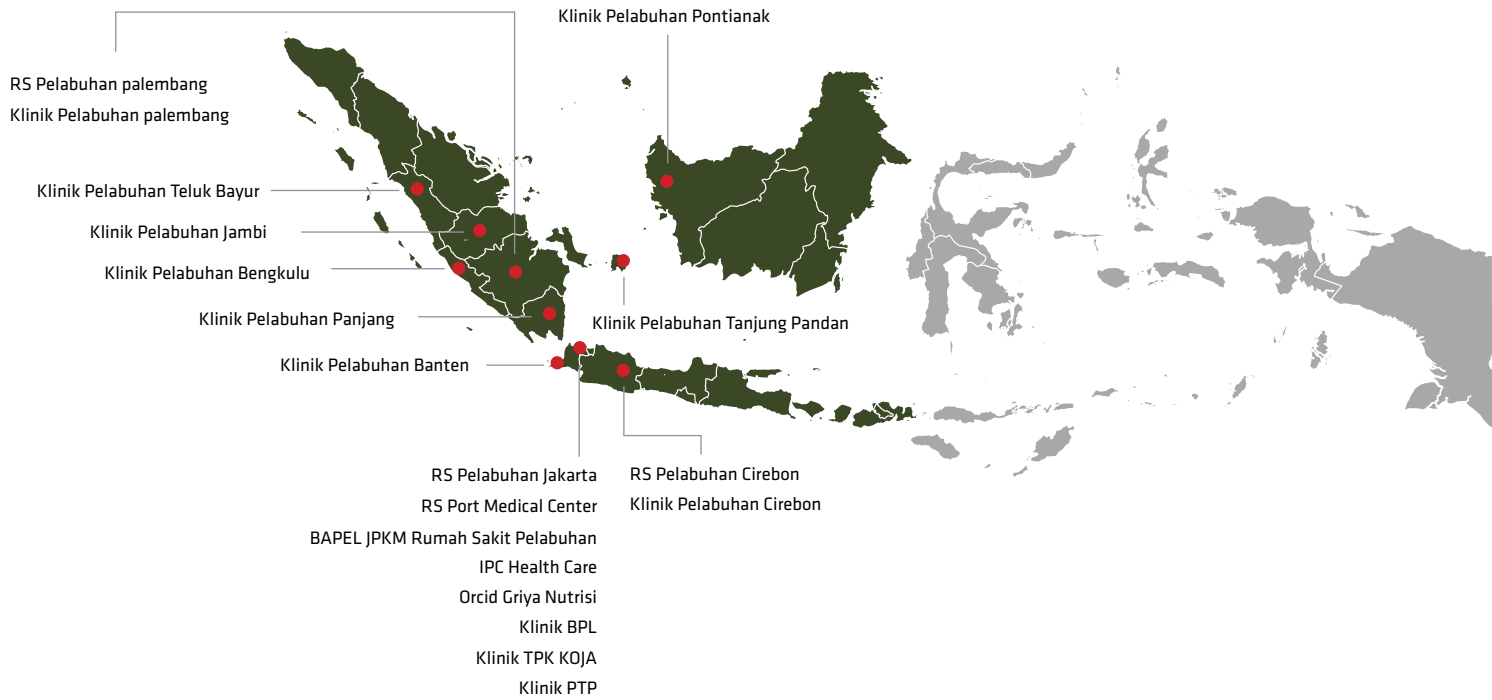 Klinik Pelabuhan Pontianak
RS Pelabuhan palembang
Klinik Pelabuhan palembang
Klinik Pelabuhan Teluk Bayur
Klinik Pelabuhan Jambi
Klinik Pelabuhan Bengkulu
Klinik Pelabuhan Panjang
Klinik Pelabuhan Tanjung Pandan
Klinik Pelabuhan Banten
RS Pelabuhan Jakarta
RS Port Medical Center
BAPEL JPKM Rumah Sakit Pelabuhan
IPC Health Care
Orcid Griya Nutrisi
Klinik BPL
Klinik TPK KOJA
Klinik PTP
RS Pelabuhan Cirebon
Klinik Pelabuhan Cirebon